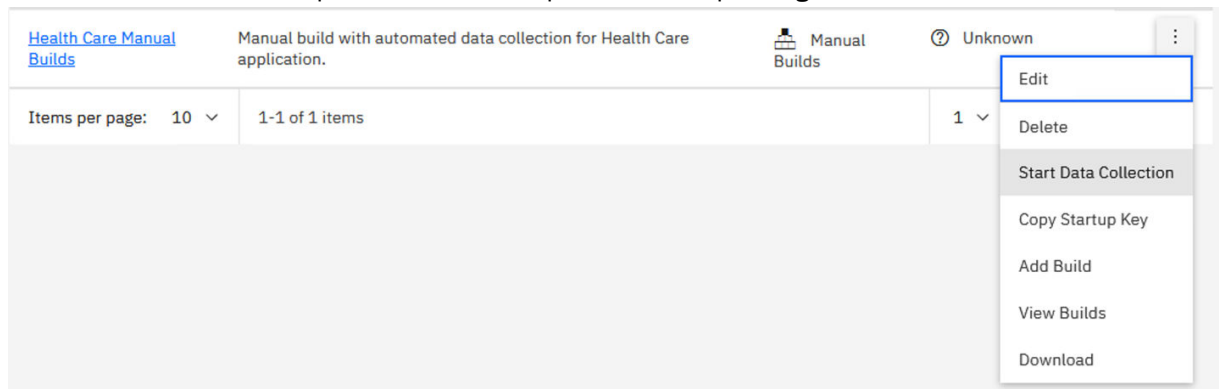 Health Care Manual Builds
Manual build with automated data collection for Health Care application.
Manual Builds
Unknown
Edit
Items per page: 10
1-1 of 1 items
1
Delete
Start Data Collection
Copy Startup Key
Add Build
View Builds
Download